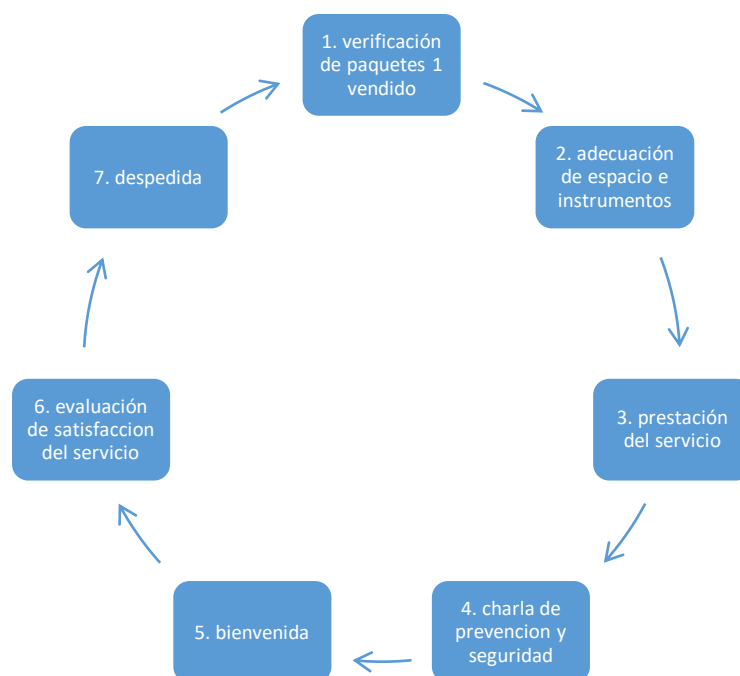 1. verificación
de paquetes 1
vendido
2. adecuación
de espacio e
instrumentos
3. prestación
del servicio
4. charla de
prevencion y
seguridad
5. bienvenida
6. evaluación
de satisfaccion
del servicio
7. despedida